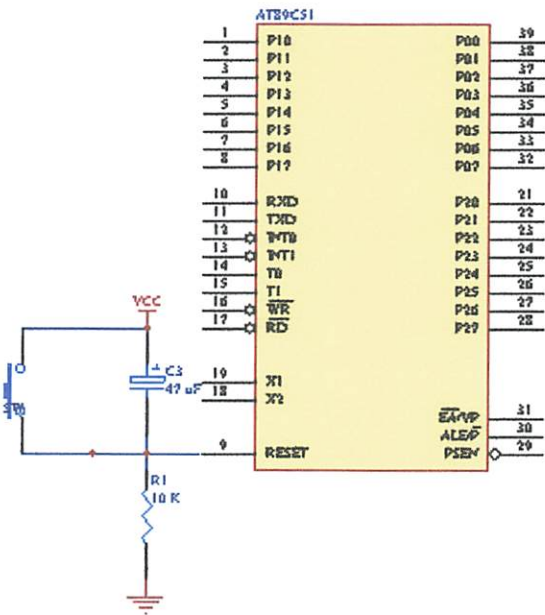 AT89C51
1 P10 P00 39
2 P11 P01 38
3 P12 P02 37
4 P13 P03 36
5 P14 P04 35
6 P15 P05 34
7 P16 P06 33
8 P17 P07 32
10 RXD P20 21
11 TXD P21 22
12 INT0 P22 23
13 INT1 P23 24
14 T0 P24 25
15 T1 P25 26
16 WR P26 27
17 RD P27 28
VCC
C3
47 uF
19 X1
18 X2
EA/VP 31
ALE/P 30
9 RESET PSEN 29
R1
10 K